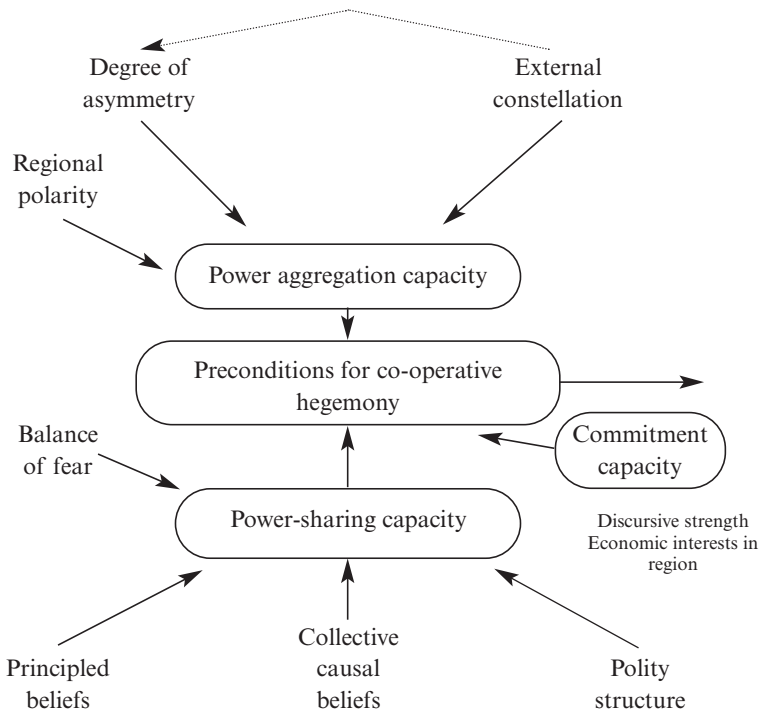 Degree of
asymmetry
External
constellation
Regional
polarity
Power aggregation capacity
Preconditions for co-operative
hegemony
Balance
of fear
Commitment
capacity
Power-sharing capacity
Discursive strength
Economic interests in
region
Principled
beliefs
Collective
causal
beliefs
Polity
structure